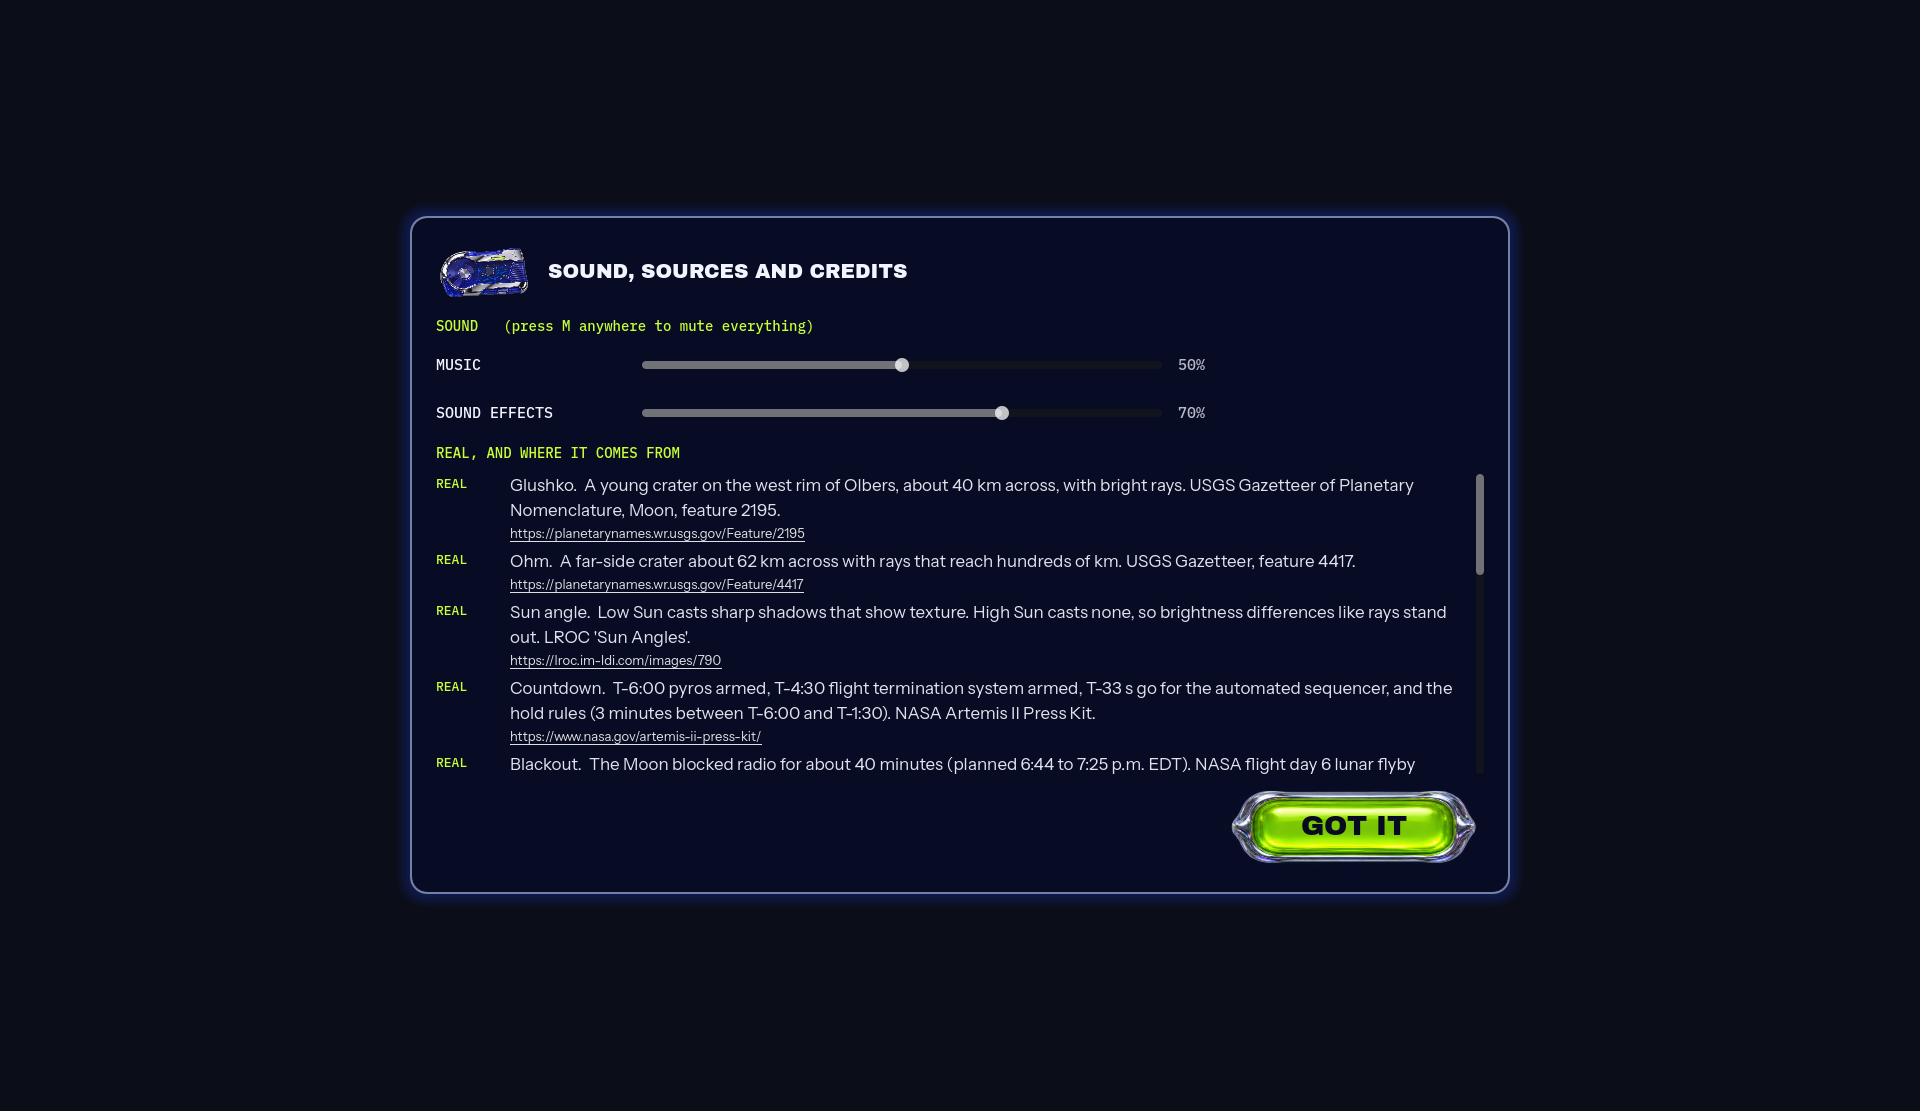 SOUND, SOURCES AND CREDITS
SOUND (press M anywhere to mute everything)
MUSIC 50%
SOUND EFFECTS 70%
REAL, AND WHERE IT COMES FROM
REAL Glushko. A young crater on the west rim of Olbers, about 40 km across, with bright rays. USGS Gazetteer of Planetary
Nomenclature, Moon, feature 2195.
https://planetarynames.wr.usgs.gov/Feature/2195
REAL Ohm. A far-side crater about 62 km across with rays that reach hundreds of km. USGS Gazetteer, feature 4417.
https://planetarynames.wr.usgs.gov/Feature/4417
REAL Sun angle. Low Sun casts sharp shadows that show texture. High Sun casts none, so brightness differences like rays stand
out. LROC 'Sun Angles'.
https://lroc.im-ldi.com/images/790
REAL Countdown. T-6:00 pyros armed, T-4:30 flight termination system armed, T-33 s go for the automated sequencer, and the
hold rules (3 minutes between T-6:00 and T-1:30). NASA Artemis II Press Kit.
https://www.nasa.gov/artemis-ii-press-kit/
REAL Blackout. The Moon blocked radio for about 40 minutes (planned 6:44 to 7:25 p.m. EDT). NASA flight day 6 lunar flyby
GOT IT